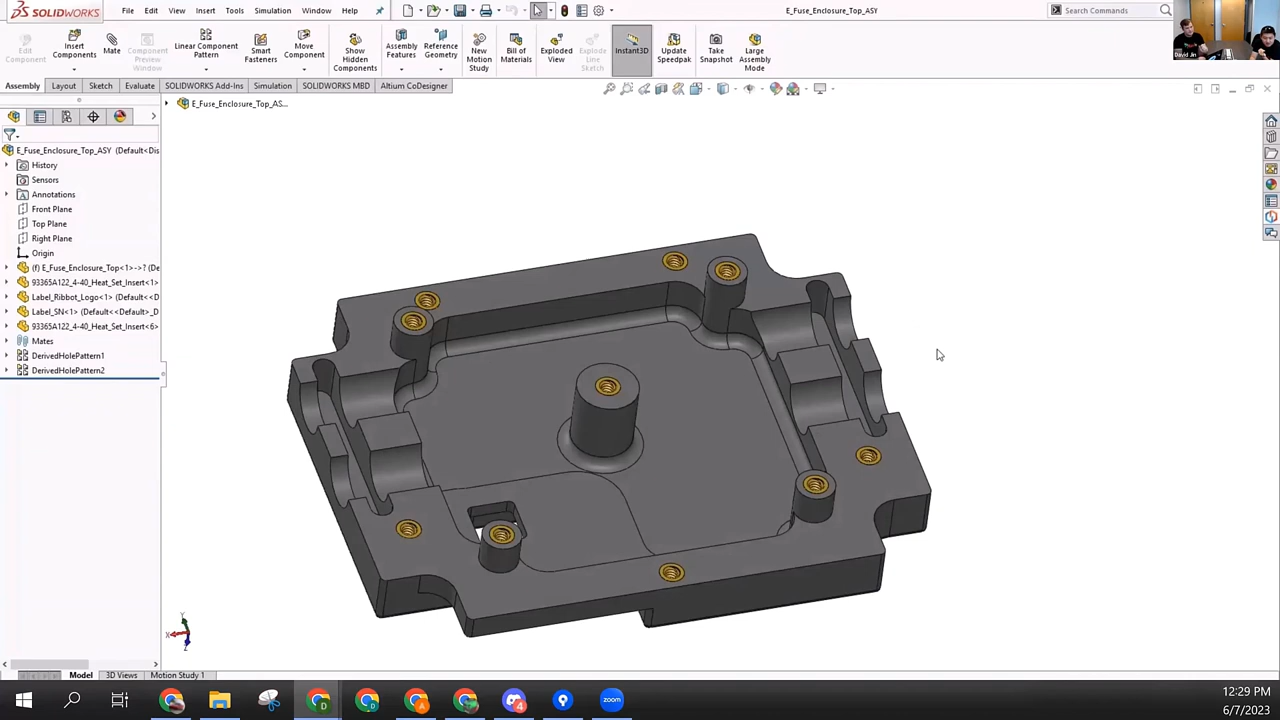 SOLIDWORKS
File Edit View Insert Tools Simulation Window Help
E_Fuse_Enclosure_Top_ASY
Search Commands
David Jin
Edit Component
Insert Components
Mate
Component Preview Window
Linear Component Pattern
Smart Fasteners
Move Component
Show Hidden Components
Assembly Features
Reference Geometry
New Motion Study
Bill of Materials
Exploded View
Explode Line Sketch
Instant3D
Update Speedpak
Take Snapshot
Large Assembly Mode
Assembly Layout Sketch Evaluate SOLIDWORKS Add-Ins Simulation SOLIDWORKS MBD Altium CoDesigner
E_Fuse_Enclosure_Top_AS...
E_Fuse_Enclosure_Top_ASY (Default<Dis
History
Sensors
Annotations
Front Plane
Top Plane
Right Plane
Origin
(f) E_Fuse_Enclosure_Top<1>->? (De
93365A122_4-40_Heat_Set_Insert<1>
Label_Ribbot_Logo<1> (Default<<D
Label_SN<1> (Default<<Default>_D
93365A122_4-40_Heat_Set_Insert<6>
Mates
DerivedHolePattern1
DerivedHolePattern2
Y
X
Z
Model 3D Views Motion Study 1
D
D
A
4
zoom
12:29 PM
6/7/2023